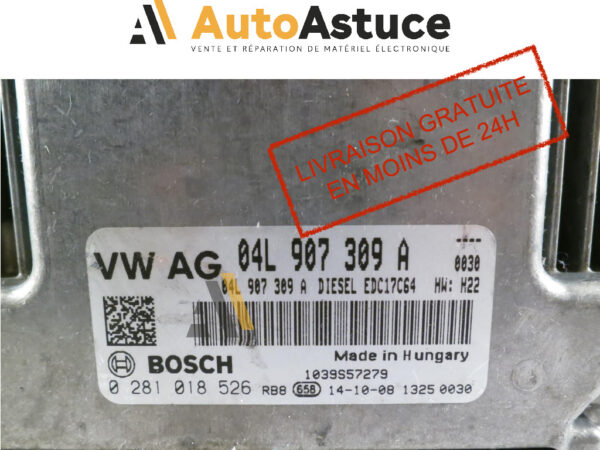 AutoAstuce
VENTE ET RÉPARATION DE MATÉRIEL ÉLECTRONIQUE
LIVRAISON GRATUITE
EN MOINS DE 24H
VW AG 04L 907 309 A ----
0030
04L 907 309 A DIESEL EDC17C64 HW: H22
BOSCH Made in Hungary
1039S57279
0 281 018 526 RBB 658 14-10-08 1325 0030